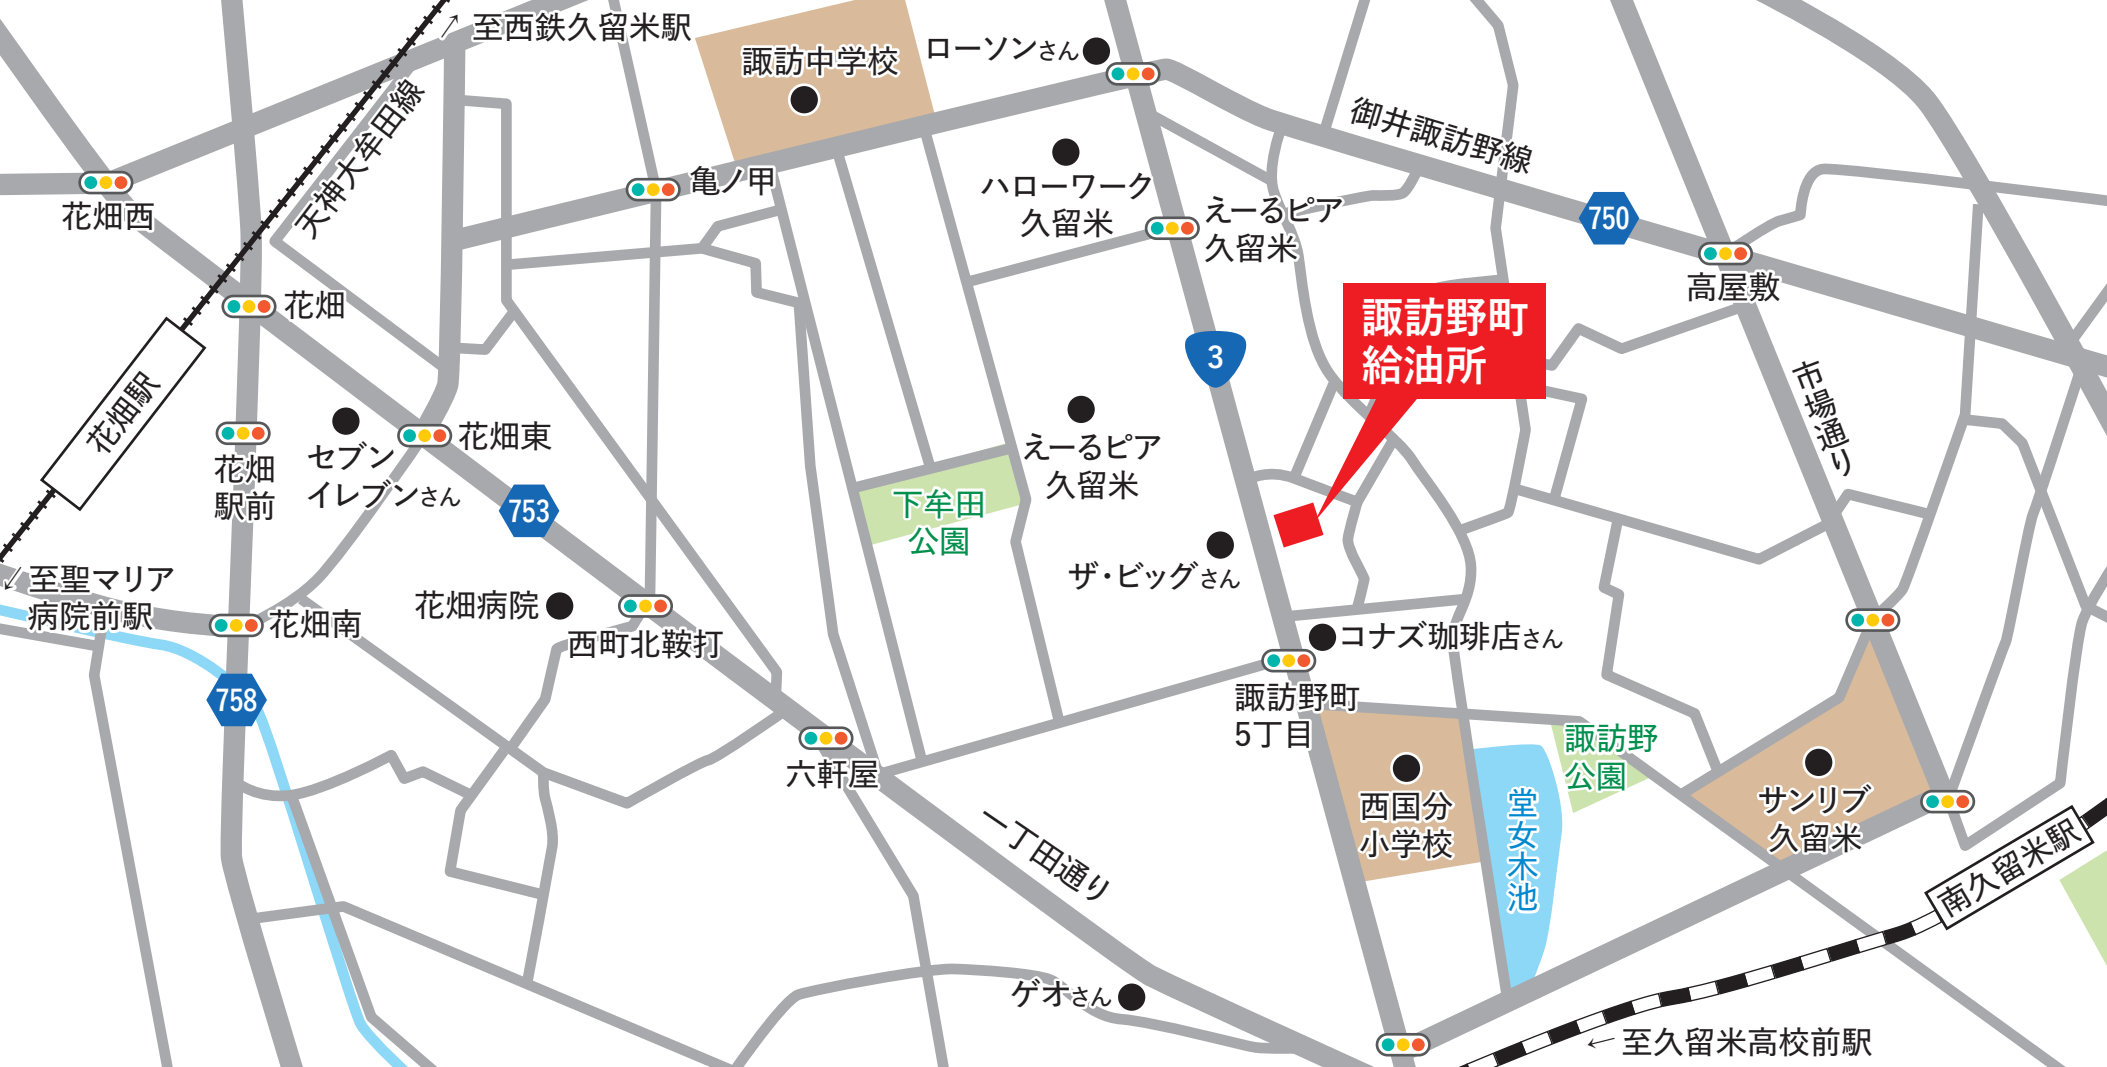 至西鉄久留米駅
諏訪中学校
ローソンさん
天神大牟田線
御井諏訪野線
花畑西
亀ノ甲
ハローワーク
久留米
えーるピア
久留米
750
高屋敷
花畑
諏訪野町
給油所
3
花畑駅
市場通り
花畑
駅前
セブン
イレブンさん
花畑東
753
えーるピア
久留米
下牟田
公園
ザ・ビッグさん
至聖マリア
病院前駅
花畑南
花畑病院
西町北鞍打
コナズ珈琲店さん
758
諏訪野町
5丁目
六軒屋
諏訪野
公園
西国分
小学校
堂女木池
サンリブ
久留米
一丁田通り
南久留米駅
ゲオさん
至久留米高校前駅